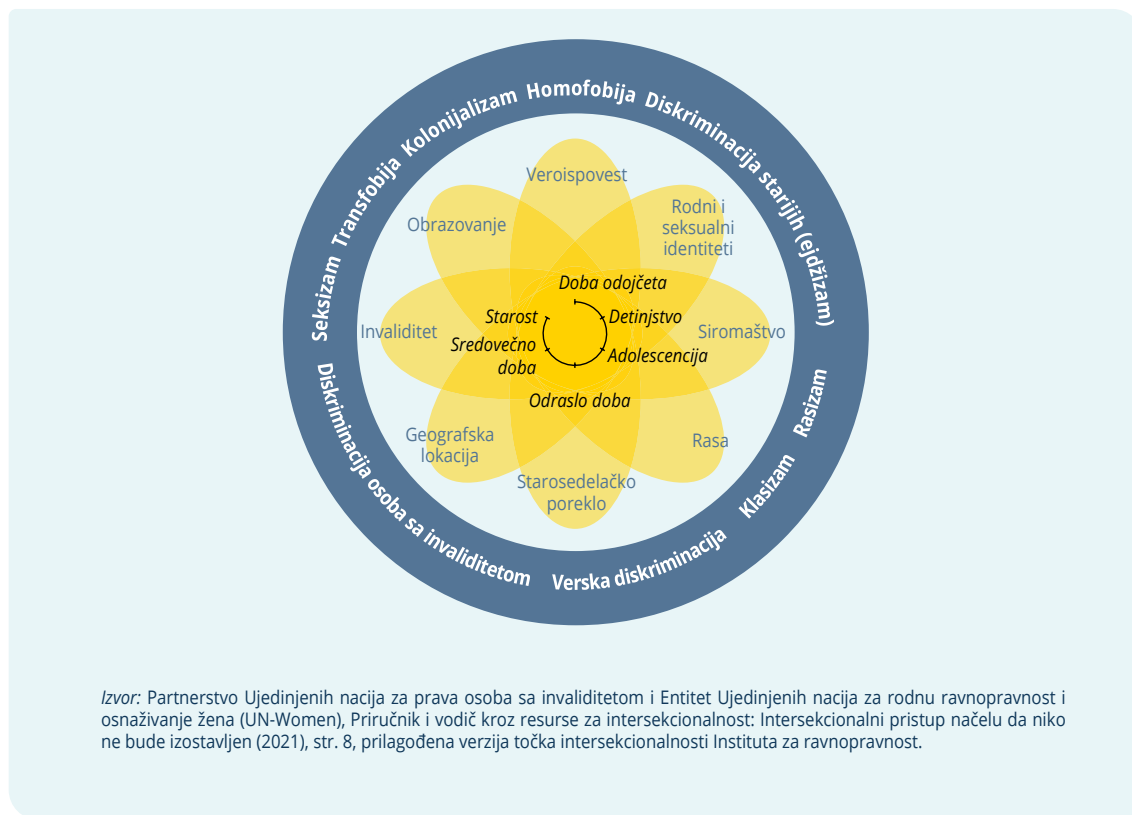 Seksizam Transfobija Kolonijalizam Homofobija Diskriminacija starijih (ejdžizam)
Rasizam
Klasizam
Verska diskriminacija
Diskriminacija osoba sa invaliditetom
Veroispovest
Rodni i
seksualni
identiteti
Siromaštvo
Rasa
Starosedelačko
poreklo
Geografska
lokacija
Invaliditet
Obrazovanje
Doba odojčeta
Detinjstvo
Adolescencija
Odraslo doba
Sredovečno
doba
Starost
Izvor: Partnerstvo Ujedinjenih nacija za prava osoba sa invaliditetom i Entitet Ujedinjenih nacija za rodnu ravnopravnost i
osnaživanje žena (UN-Women), Priručnik i vodič kroz resurse za intersekcionalnost: Intersekcionalni pristup načelu da niko
ne bude izostavljen (2021), str. 8, prilagođena verzija točka intersekcionalnosti Instituta za ravnopravnost.